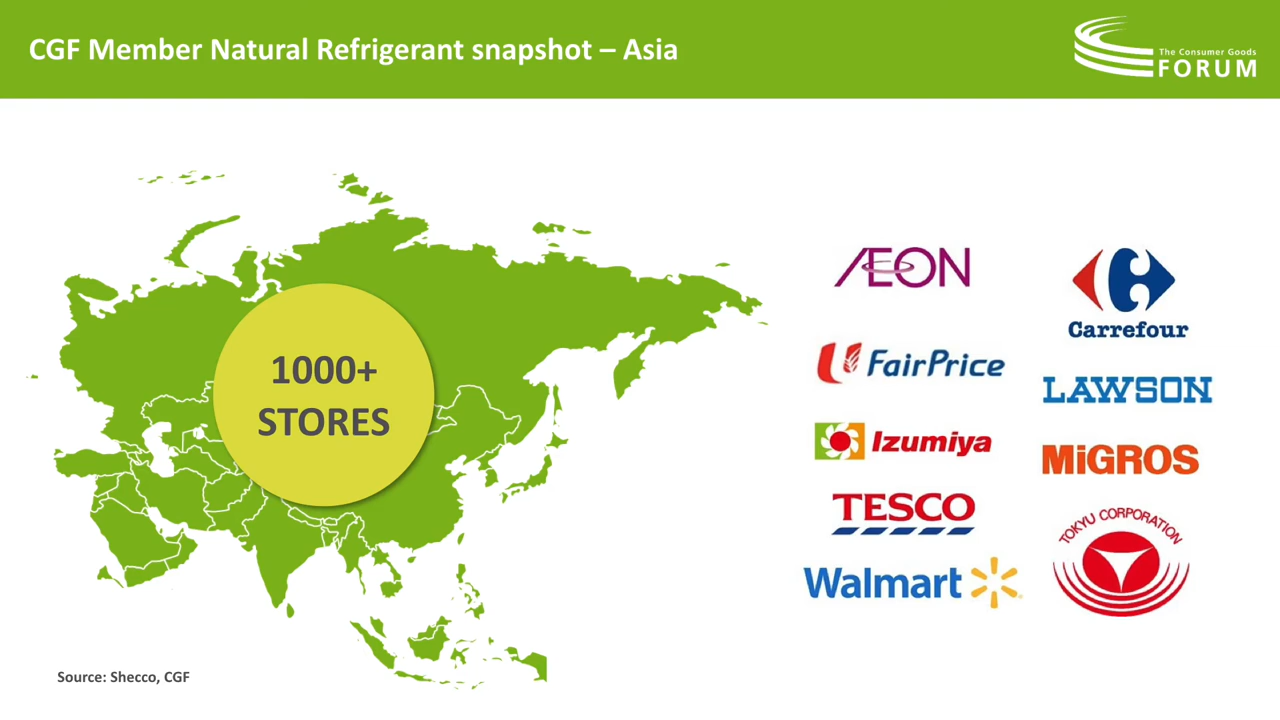 CGF Member Natural Refrigerant snapshot – Asia
The Consumer Goods
FORUM
1000+
STORES
ÆON
Carrefour
FairPrice
LAWSON
Izumiya
MiGROS
TESCO
TOKYU CORPORATION
Walmart
Source: Shecco, CGF